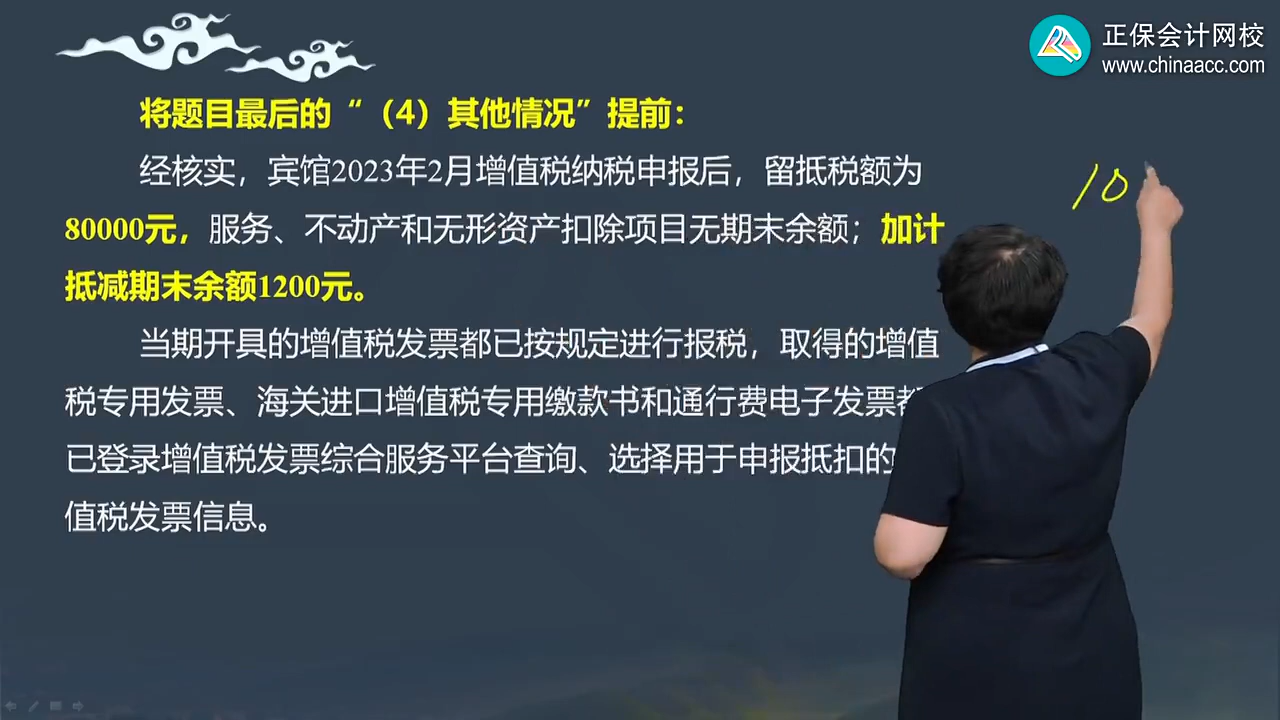 正保会计网校
www.chinaacc.com
将题目最后的“（4）其他情况”提前：
经核实，宾馆2023年2月增值税纳税申报后，留抵税额为
80000元，服务、不动产和无形资产扣除项目无期末余额；加计
抵减期末余额1200元。
当期开具的增值税发票都已按规定进行报税，取得的增值
税专用发票、海关进口增值税专用缴款书和通行费电子发票都
已登录增值税发票综合服务平台查询、选择用于申报抵扣的
值税发票信息。
10